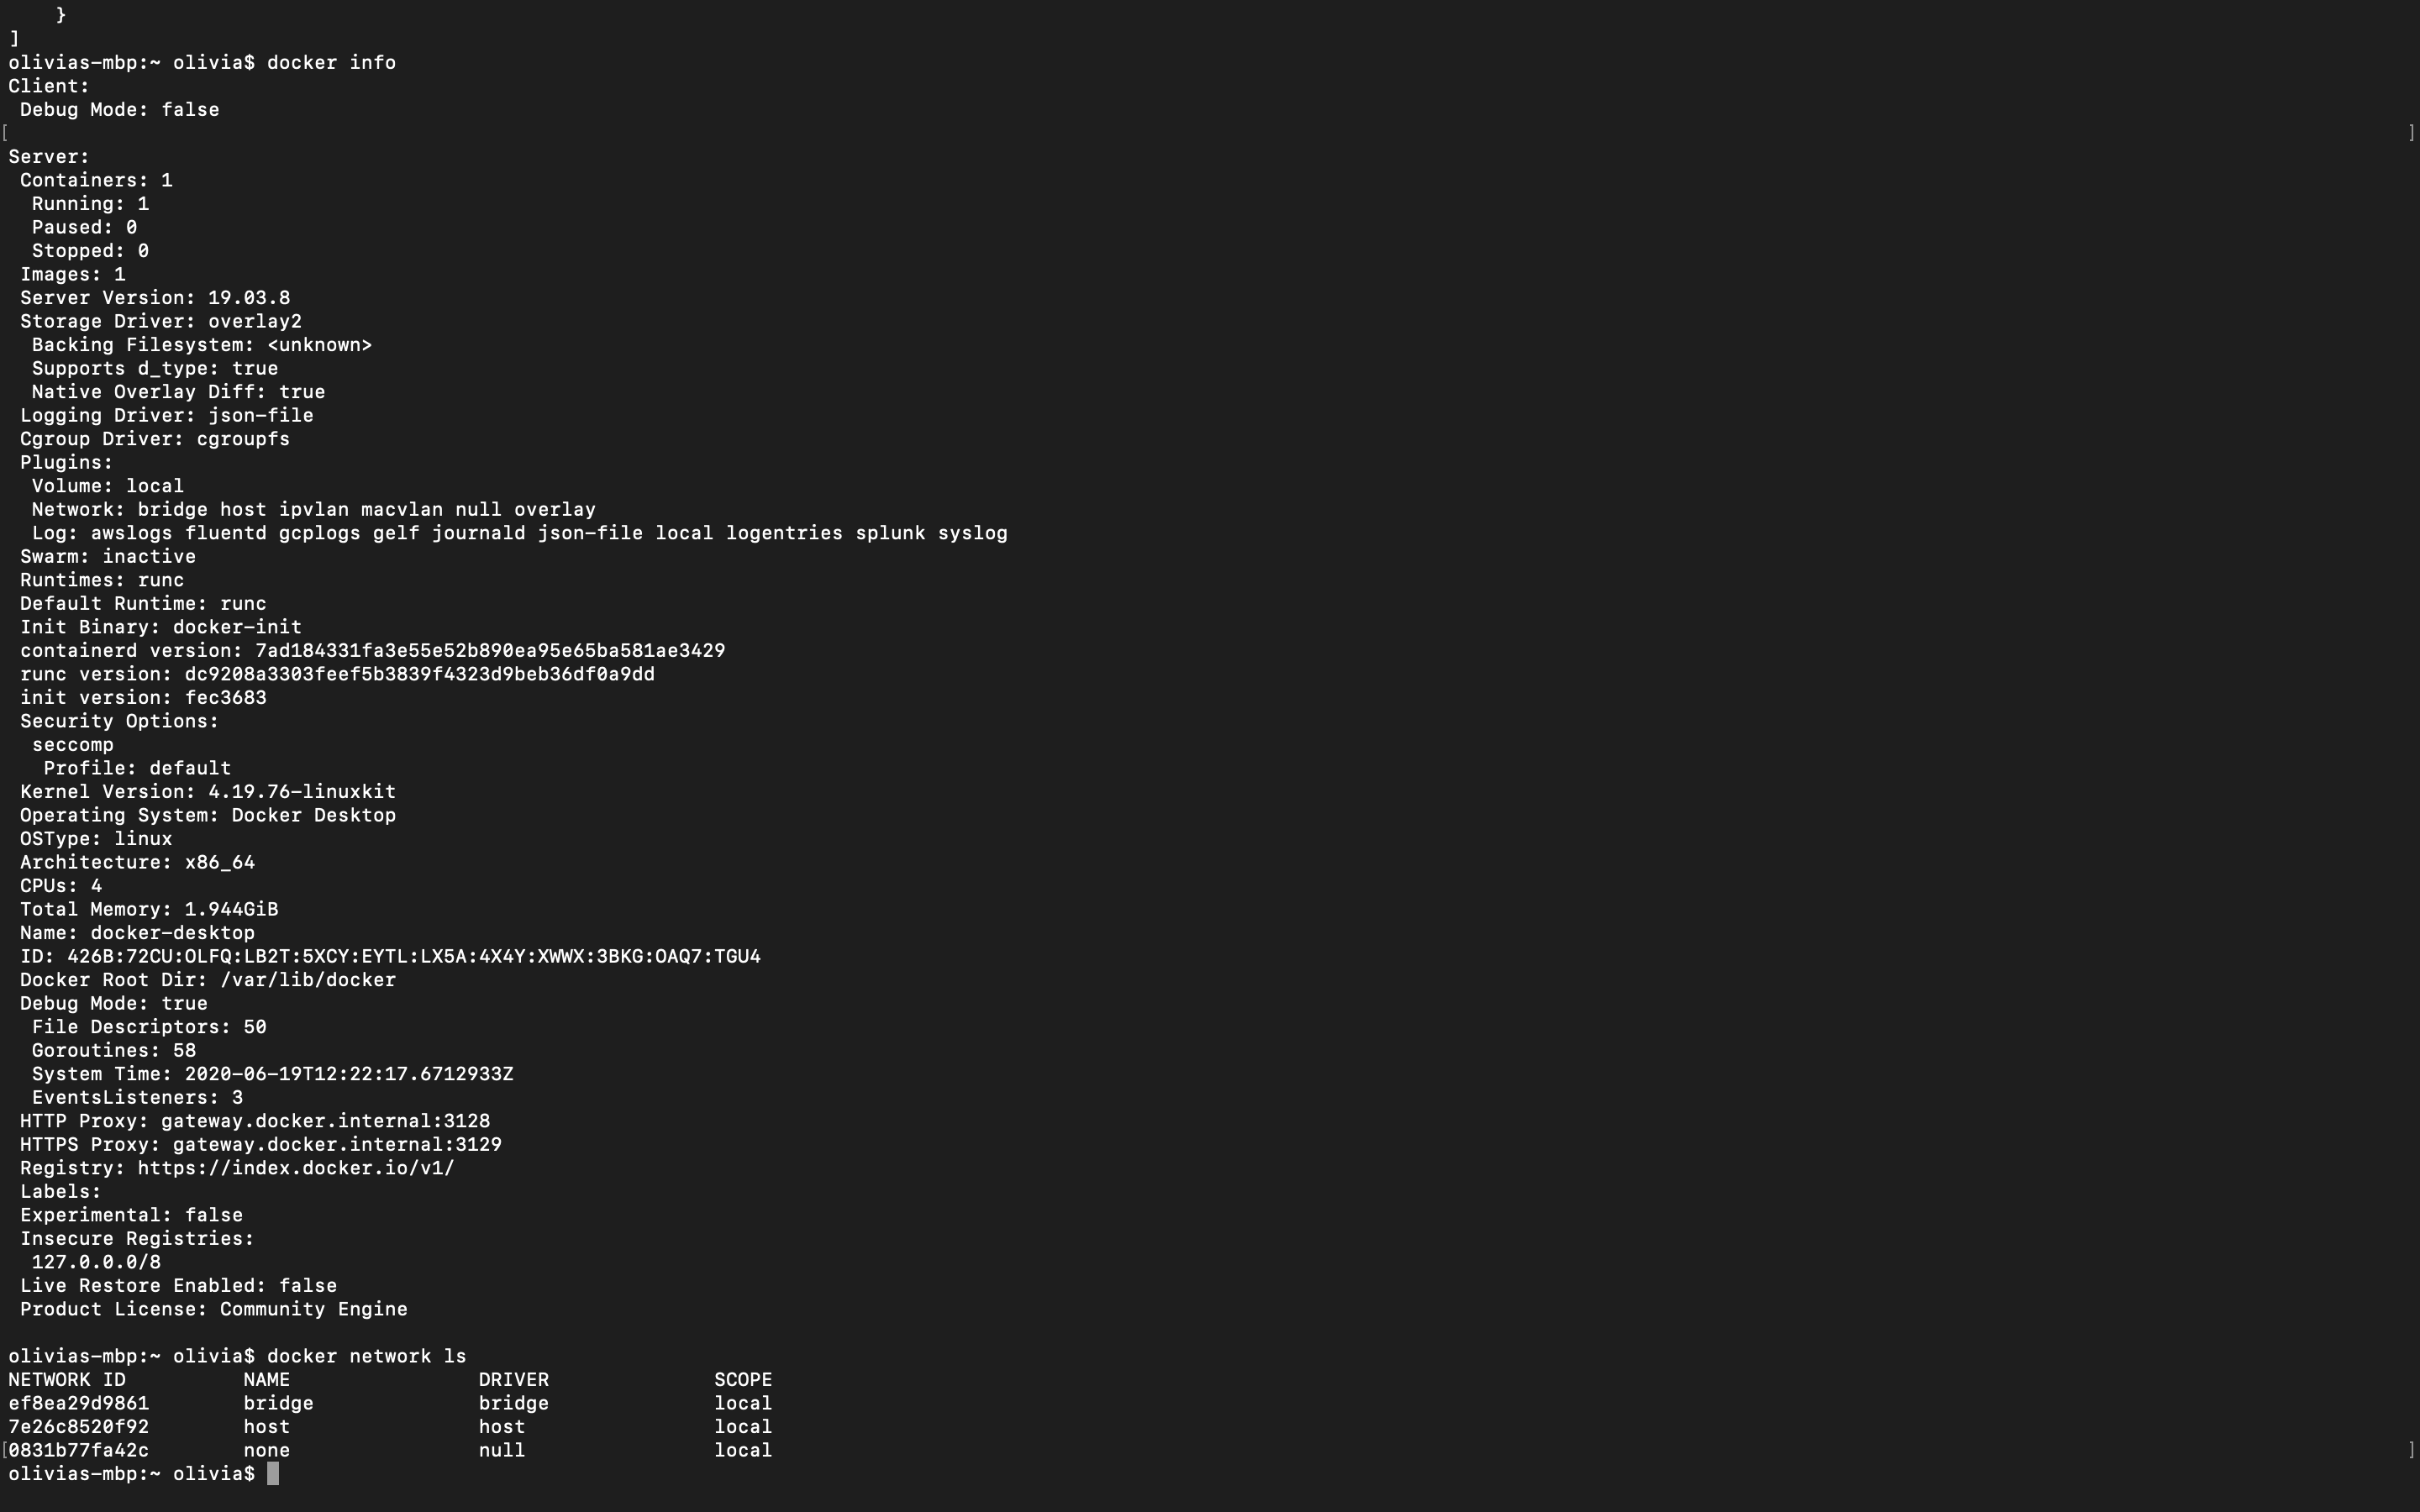 }
]
olivias-mbp:~ olivia$ docker info
Client:
 Debug Mode: false
[ ]
Server:
 Containers: 1
  Running: 1
  Paused: 0
  Stopped: 0
 Images: 1
 Server Version: 19.03.8
 Storage Driver: overlay2
  Backing Filesystem: <unknown>
  Supports d_type: true
  Native Overlay Diff: true
 Logging Driver: json-file
 Cgroup Driver: cgroupfs
 Plugins:
  Volume: local
  Network: bridge host ipvlan macvlan null overlay
  Log: awslogs fluentd gcplogs gelf journald json-file local logentries splunk syslog
 Swarm: inactive
 Runtimes: runc
 Default Runtime: runc
 Init Binary: docker-init
 containerd version: 7ad184331fa3e55e52b890ea95e65ba581ae3429
 runc version: dc9208a3303feef5b3839f4323d9beb36df0a9dd
 init version: fec3683
 Security Options:
  seccomp
   Profile: default
 Kernel Version: 4.19.76-linuxkit
 Operating System: Docker Desktop
 OSType: linux
 Architecture: x86_64
 CPUs: 4
 Total Memory: 1.944GiB
 Name: docker-desktop
 ID: 426B:72CU:OLFQ:LB2T:5XCY:EYTL:LX5A:4X4Y:XWWX:3BKG:OAQ7:TGU4
 Docker Root Dir: /var/lib/docker
 Debug Mode: true
  File Descriptors: 50
  Goroutines: 58
  System Time: 2020-06-19T12:22:17.6712933Z
  EventsListeners: 3
 HTTP Proxy: gateway.docker.internal:3128
 HTTPS Proxy: gateway.docker.internal:3129
 Registry: https://index.docker.io/v1/
 Labels:
 Experimental: false
 Insecure Registries:
  127.0.0.0/8
 Live Restore Enabled: false
 Product License: Community Engine

olivias-mbp:~ olivia$ docker network ls
NETWORK ID          NAME                DRIVER              SCOPE
ef8ea29d9861        bridge              bridge              local
7e26c8520f92        host                host                local
[0831b77fa42c        none                null                local ]
olivias-mbp:~ olivia$